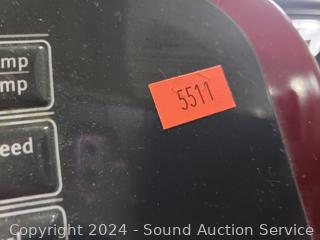 mp
mp
5511
eed
Copyright 2024 - Sound Auction Service